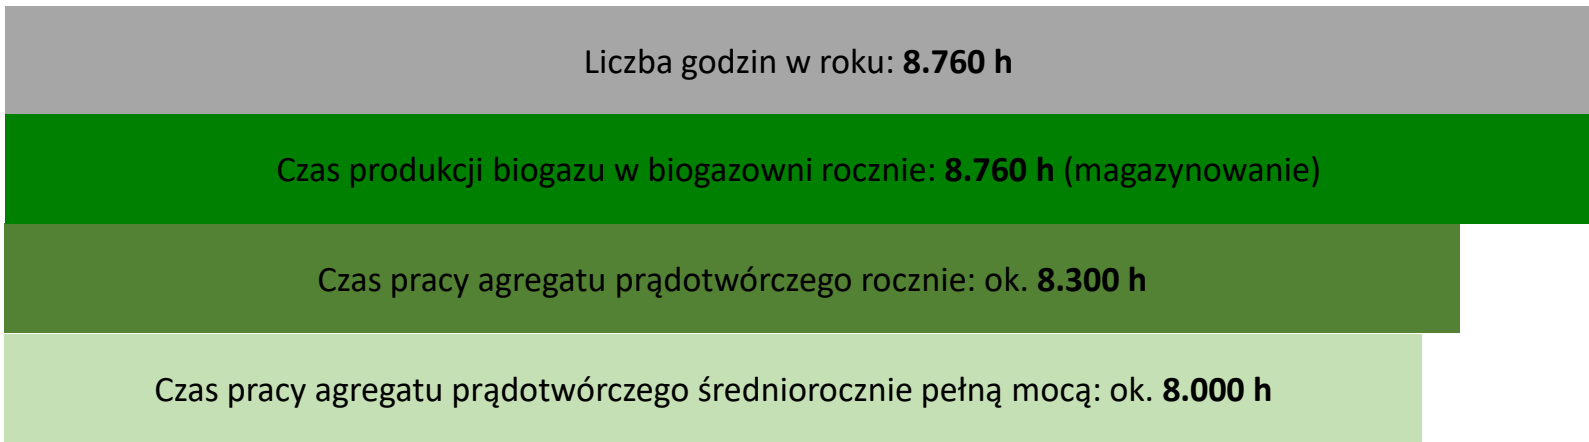 Liczba godzin w roku: 8.760 h
Czas produkcji biogazu w biogazowni rocznie: 8.760 h (magazynowanie)
Czas pracy agregatu prądotwórczego rocznie: ok. 8.300 h
Czas pracy agregatu prądotwórczego średniorocznie pełną mocą: ok. 8.000 h